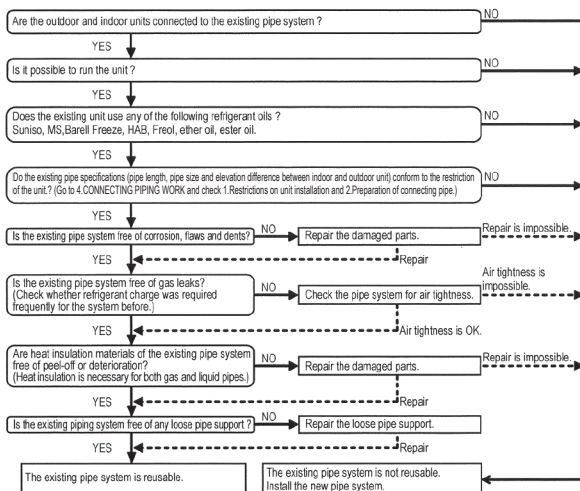 Are the outdoor and indoor units connected to the existing pipe system ?
NO
YES
Is it possible to run the unit ?
NO
YES
Does the existing unit use any of the following refrigerant oils ?
Suniso, MS,Barell Freeze, HAB, Freol, ether oil, ester oil.
NO
YES
Do the existing pipe specifications (pipe length, pipe size and elevation difference between indoor and outdoor unit) conform to the restriction
of the unit.? (Go to 4.CONNECTING PIPING WORK and check 1.Restrictions on unit installation and 2.Preparation of connecting pipe.)
NO
YES
Is the existing pipe system free of corrosion, flaws and dents?
NO
Repair the damaged parts.
Repair is impossible.
YES
Repair
Is the existing pipe system free of gas leaks?
(Check whether refrigerant charge was required
frequently for the system before.)
NO
Check the pipe system for air tightness.
Air tightness is
impossible.
YES
Air tightness is OK.
Are heat insulation materials of the existing pipe system
free of peel-off or deterioration?
(Heat insulation is necessary for both gas and liquid pipes.)
NO
Repair the damaged parts.
Repair is impossible.
YES
Repair
Is the existing piping system free of any loose pipe support ?
NO
Repair the loose pipe support.
YES
Repair
The existing pipe system is reusable.
The existing pipe system is not reusable.
Install the new pipe system.